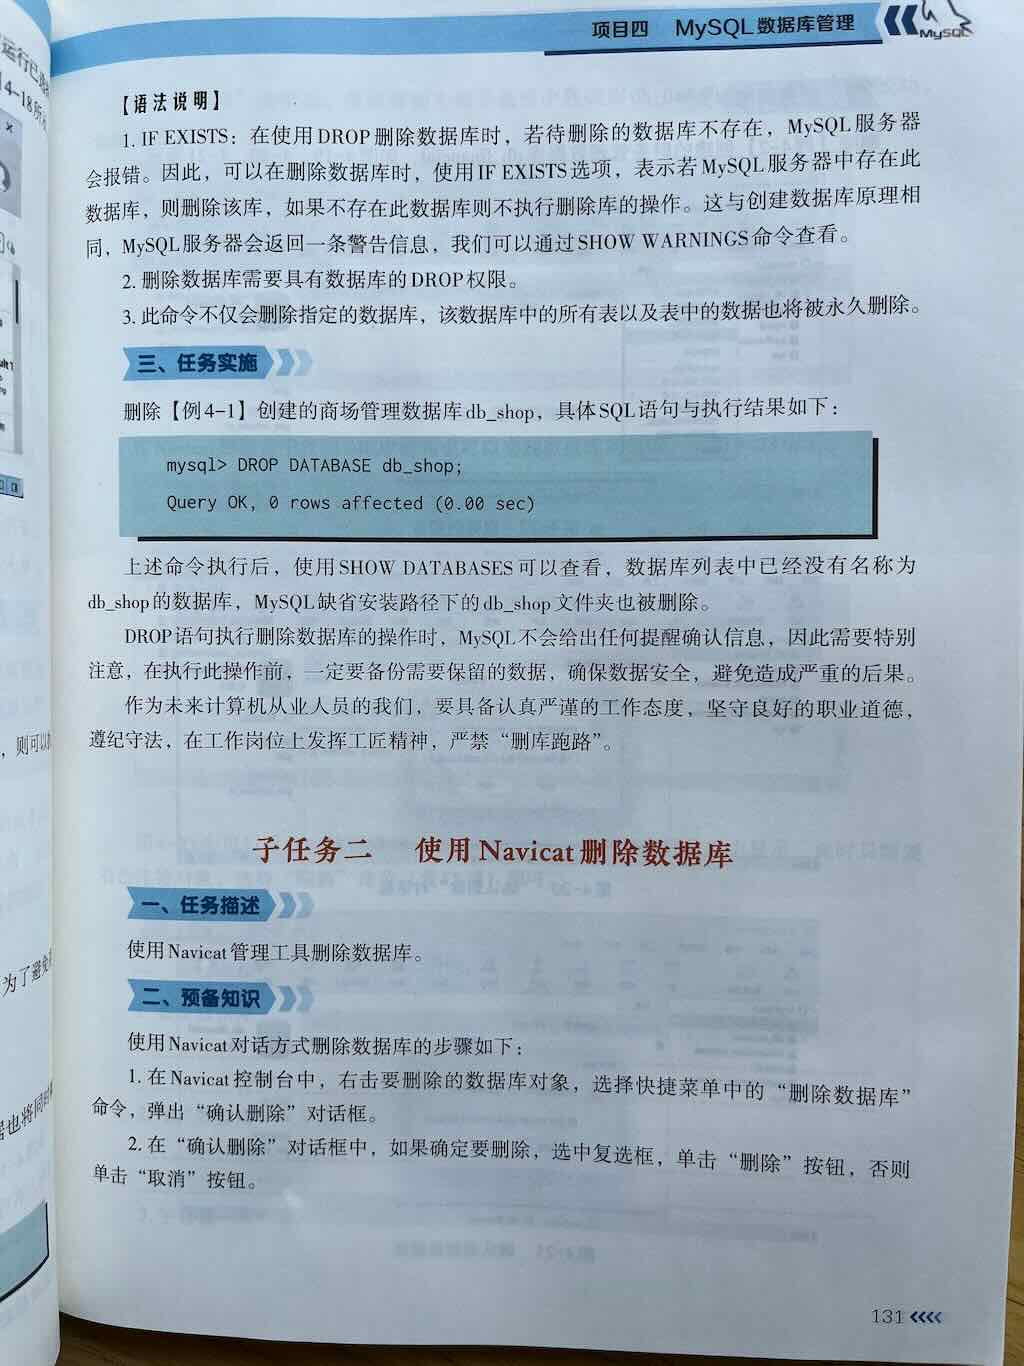 项目四 MySQL数据库管理
MySQL
【语法说明】
1. IF EXISTS：在使用DROP删除数据库时，若待删除的数据库不存在，MySQL服务器
会报错。因此，可以在删除数据库时，使用IF EXISTS选项，表示若MySQL服务器中存在此
数据库，则删除该库，如果不存在此数据库则不执行删除库的操作。这与创建数据库原理相
同，MySQL服务器会返回一条警告信息，我们可以通过SHOW WARNINGS命令查看。
2. 删除数据库需要具有数据库的DROP权限。
3. 此命令不仅会删除指定的数据库，该数据库中的所有表以及表中的数据也将被永久删除。
三、任务实施
删除【例4-1】创建的商场管理数据库db_shop，具体SQL语句与执行结果如下：
mysql> DROP DATABASE db_shop;
Query OK, 0 rows affected (0.00 sec)
上述命令执行后，使用SHOW DATABASES可以查看，数据库列表中已经没有名称为
db_shop的数据库，MySQL缺省安装路径下的db_shop文件夹也被删除。
DROP语句执行删除数据库的操作时，MySQL不会给出任何提醒确认信息，因此需要特别
注意，在执行此操作前，一定要备份需要保留的数据，确保数据安全，避免造成严重的后果。
作为未来计算机从业人员的我们，要具备认真严谨的工作态度，坚守良好的职业道德，
遵纪守法，在工作岗位上发挥工匠精神，严禁“删库跑路”。
子任务二 使用Navicat删除数据库
一、任务描述
使用Navicat管理工具删除数据库。
二、预备知识
使用Navicat对话方式删除数据库的步骤如下：
1. 在Navicat控制台中，右击要删除的数据库对象，选择快捷菜单中的“删除数据库”
命令，弹出“确认删除”对话框。
2. 在“确认删除”对话框中，如果确定要删除，选中复选框，单击“删除”按钮，否则
单击“取消”按钮。
131